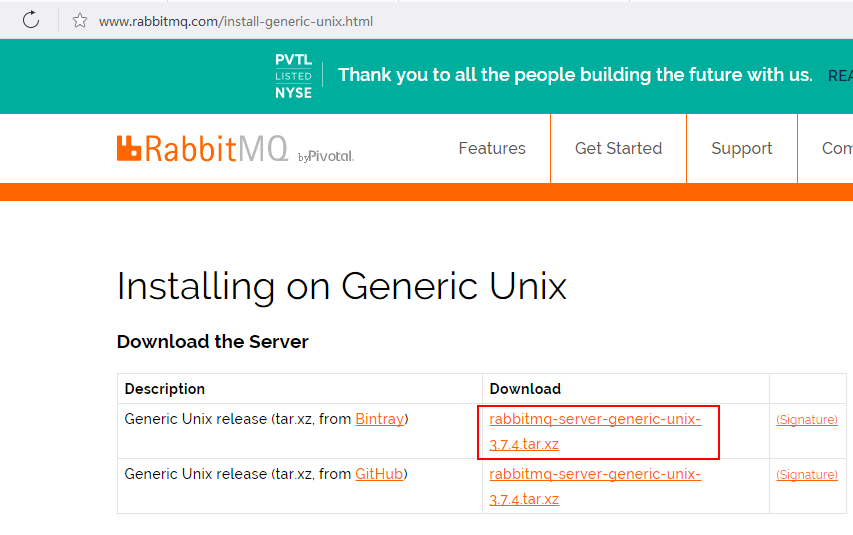 www.rabbitmq.com/install-generic-unix.html
PVTL
LISTED
NYSE
Thank you to all the people building the future with us. REA
RabbitMQ by Pivotal.
Features Get Started Support Com
Installing on Generic Unix
Download the Server
Description Download
Generic Unix release (tar.xz, from Bintray) rabbitmq-server-generic-unix- (Signature)
3.7.4.tar.xz
Generic Unix release (tar.xz, from GitHub) rabbitmq-server-generic-unix- (Signature)
3.7.4.tar.xz